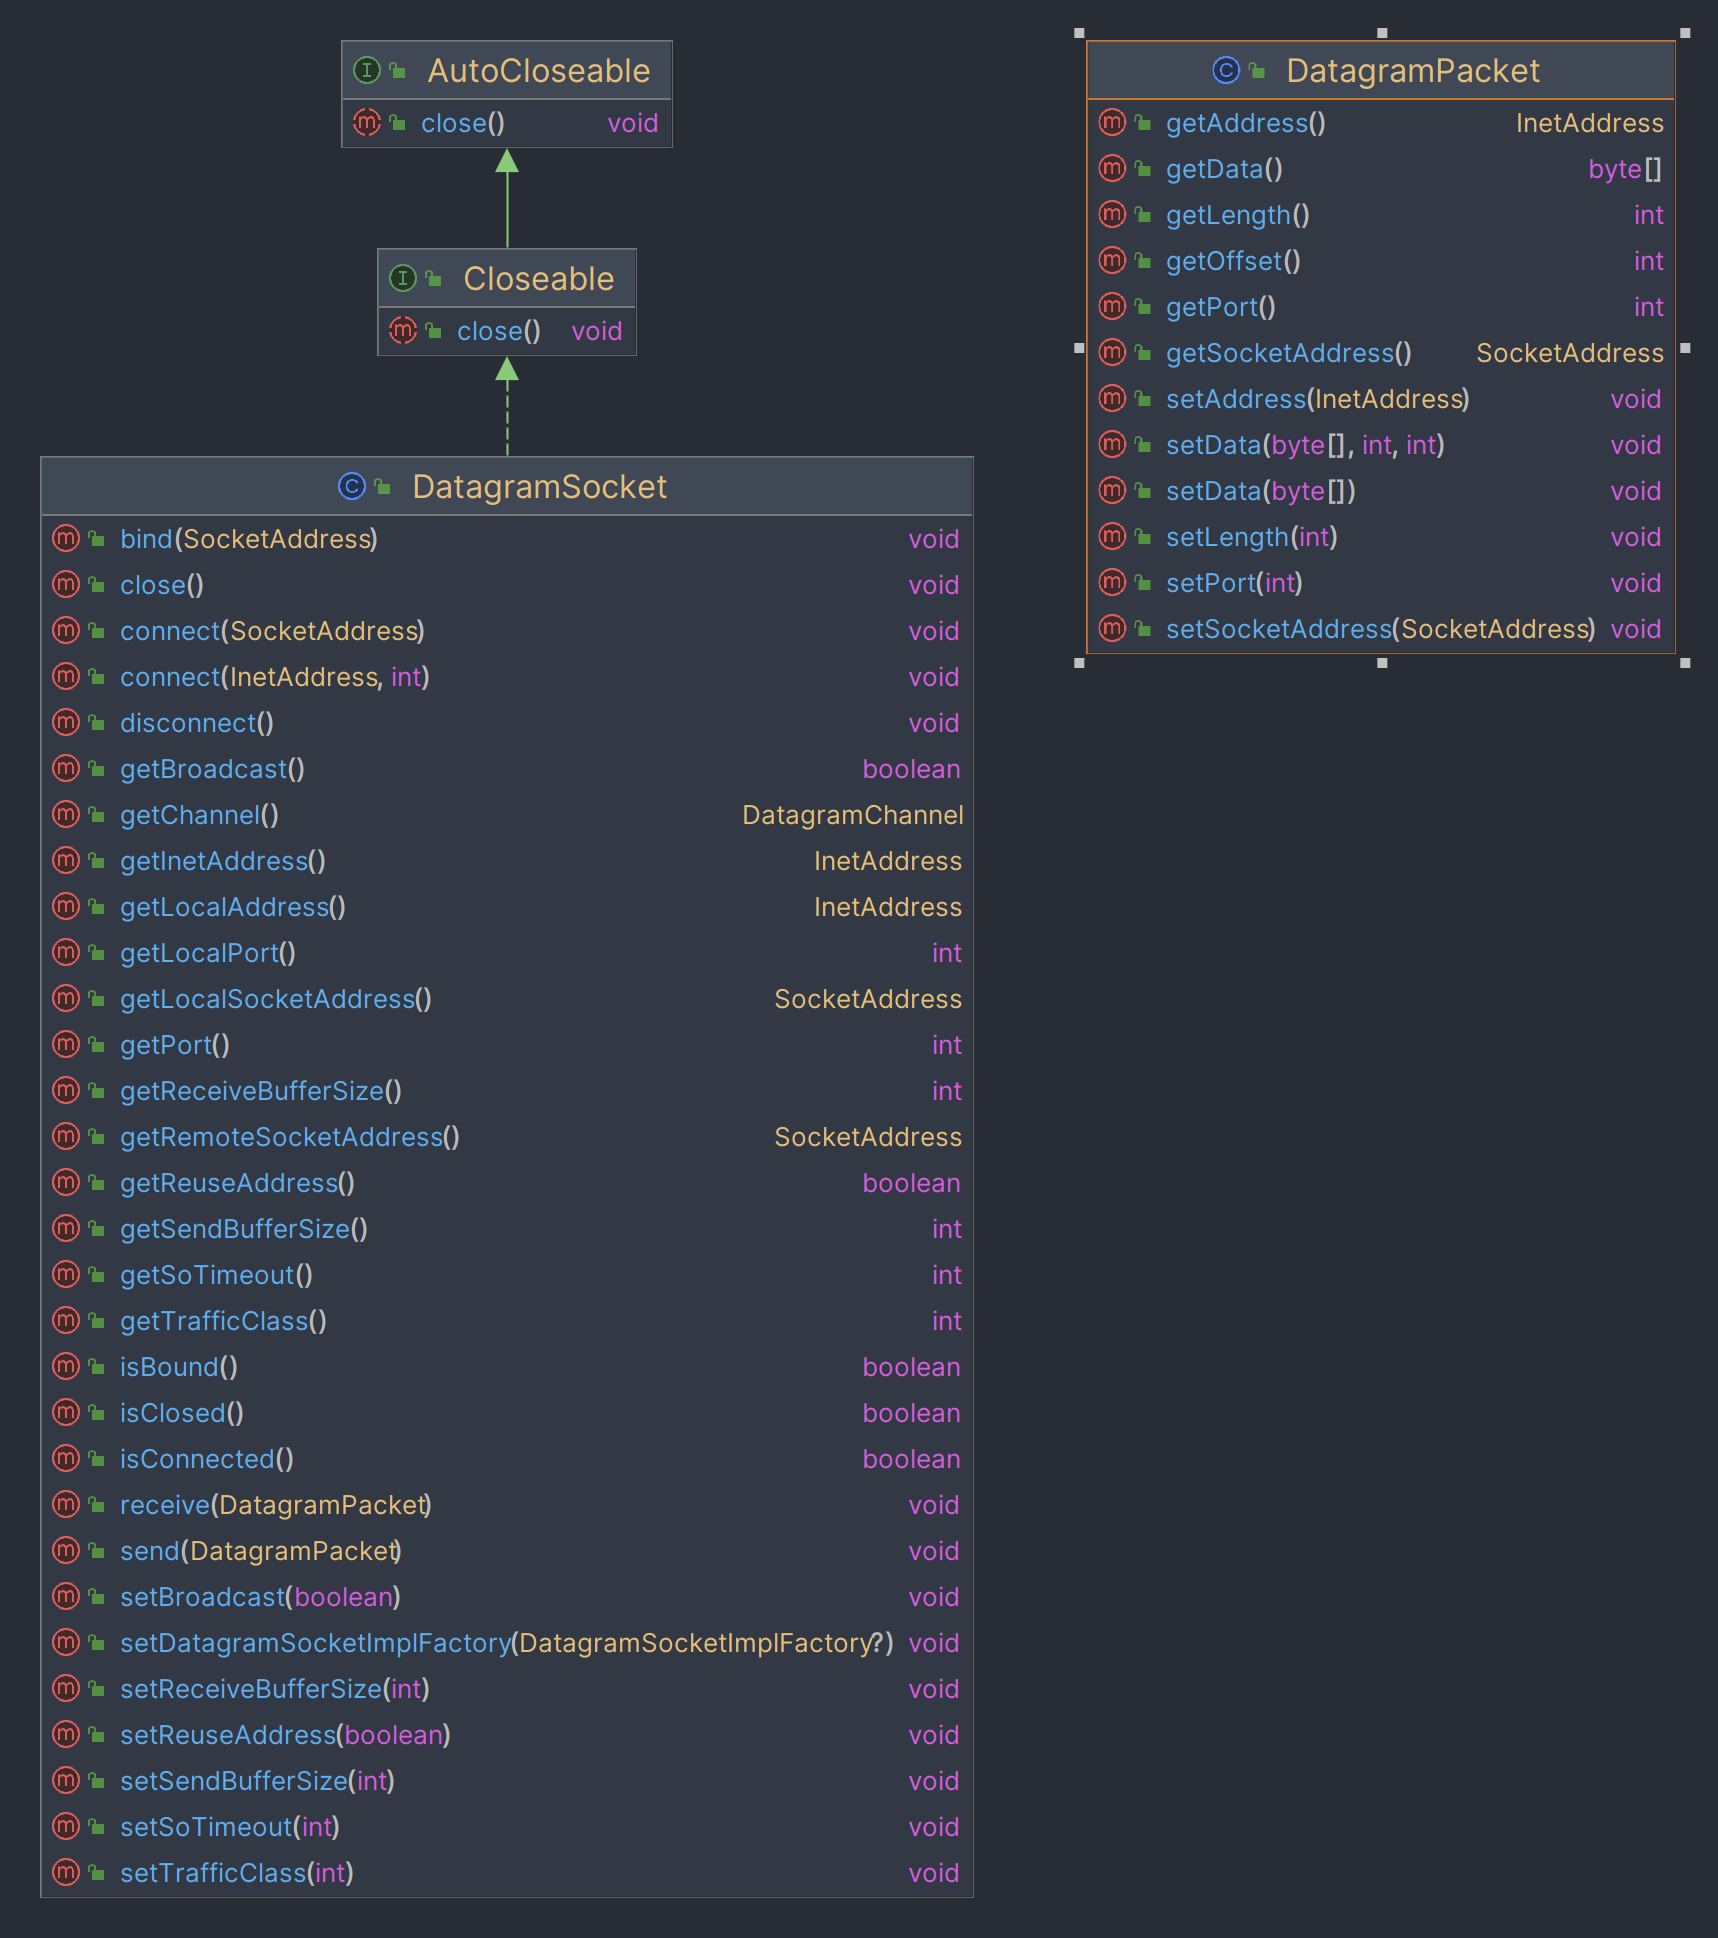 AutoCloseable
close() void
Closeable
close() void
DatagramSocket
bind(SocketAddress) void
close() void
connect(SocketAddress) void
connect(InetAddress, int) void
disconnect() void
getBroadcast() boolean
getChannel() DatagramChannel
getInetAddress() InetAddress
getLocalAddress() InetAddress
getLocalPort() int
getLocalSocketAddress() SocketAddress
getPort() int
getReceiveBufferSize() int
getRemoteSocketAddress() SocketAddress
getReuseAddress() boolean
getSendBufferSize() int
getSoTimeout() int
getTrafficClass() int
isBound() boolean
isClosed() boolean
isConnected() boolean
receive(DatagramPacket) void
send(DatagramPacket) void
setBroadcast(boolean) void
setDatagramSocketImplFactory(DatagramSocketImplFactory?) void
setReceiveBufferSize(int) void
setReuseAddress(boolean) void
setSendBufferSize(int) void
setSoTimeout(int) void
setTrafficClass(int) void
DatagramPacket
getAddress() InetAddress
getData() byte[]
getLength() int
getOffset() int
getPort() int
getSocketAddress() SocketAddress
setAddress(InetAddress) void
setData(byte[], int, int) void
setData(byte[]) void
setLength(int) void
setPort(int) void
setSocketAddress(SocketAddress) void